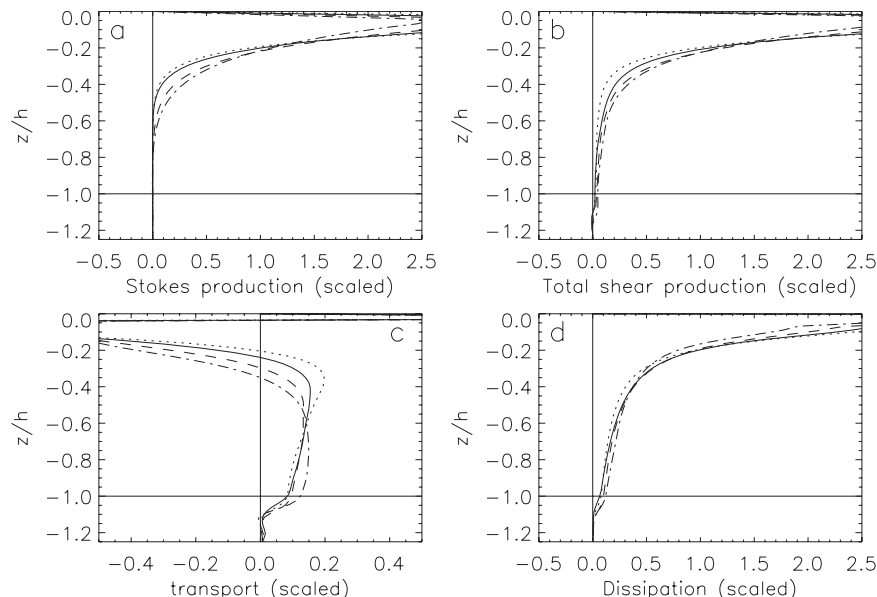 a
0.0
−0.2
−0.4
−0.6
−0.8
−1.0
−1.2
z/h
−0.5 0.0 0.5 1.0 1.5 2.0 2.5
Stokes production (scaled)
b
0.0
−0.2
−0.4
−0.6
−0.8
−1.0
−1.2
z/h
−0.5 0.0 0.5 1.0 1.5 2.0 2.5
Total shear production (scaled)
c
0.0
−0.2
−0.4
−0.6
−0.8
−1.0
−1.2
z/h
−0.4 −0.2 0.0 0.2 0.4
transport (scaled)
d
0.0
−0.2
−0.4
−0.6
−0.8
−1.0
−1.2
z/h
−0.5 0.0 0.5 1.0 1.5 2.0 2.5
Dissipation (scaled)